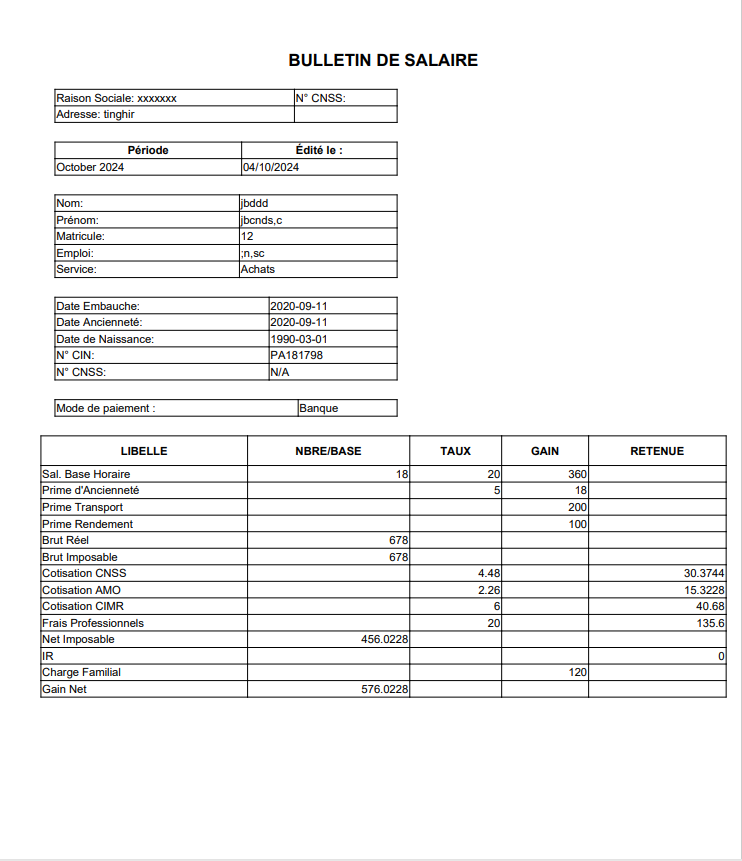 BULLETIN DE SALAIRE
Raison Sociale: xxxxxxx N° CNSS:
Adresse: tinghir
Période Édité le :
October 2024 04/10/2024
Nom: jbddd
Prénom: jbcnds,c
Matricule: 12
Emploi: ;n,sc
Service: Achats
Date Embauche: 2020-09-11
Date Ancienneté: 2020-09-11
Date de Naissance: 1990-03-01
N° CIN: PA181798
N° CNSS: N/A
Mode de paiement : Banque
LIBELLE NBRE/BASE TAUX GAIN RETENUE
Sal. Base Horaire 18 20 360
Prime d'Ancienneté 5 18
Prime Transport 200
Prime Rendement 100
Brut Réel 678
Brut Imposable 678
Cotisation CNSS 4.48 30.3744
Cotisation AMO 2.26 15.3228
Cotisation CIMR 6 40.68
Frais Professionnels 20 135.6
Net Imposable 456.0228
IR 0
Charge Familial 120
Gain Net 576.0228